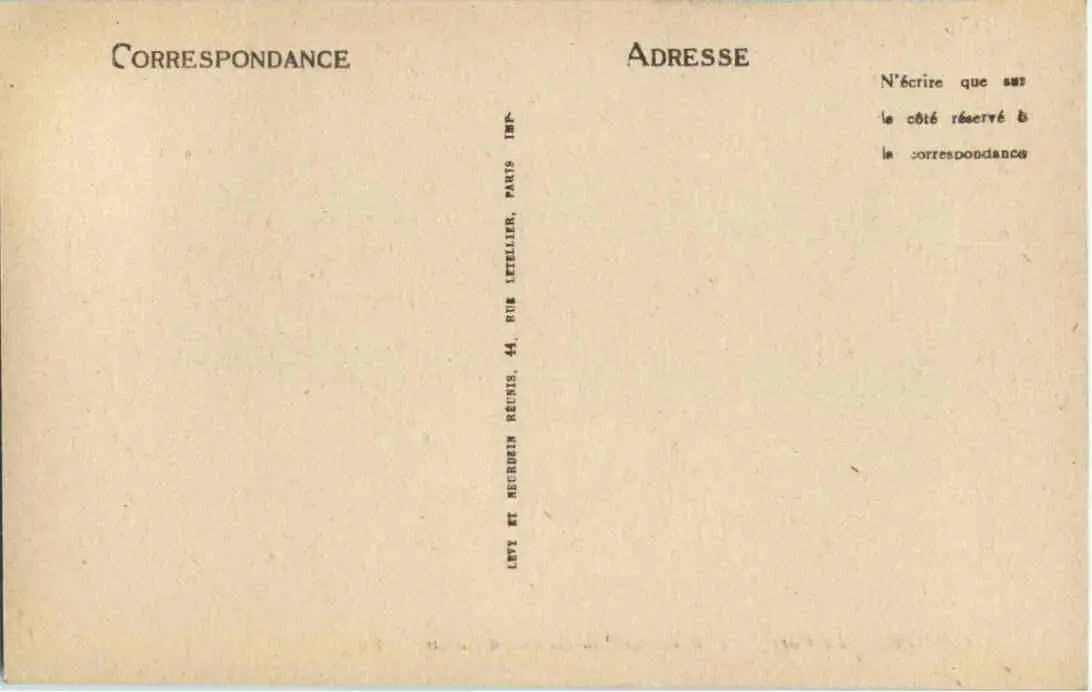 CORRESPONDANCE
ADRESSE
N'écrire que sur
le côté réservé à
la correspondance
LEVY ET NEURDEIN RÉUNIS, 44, RUE LETELLIER, PARIS IMP-